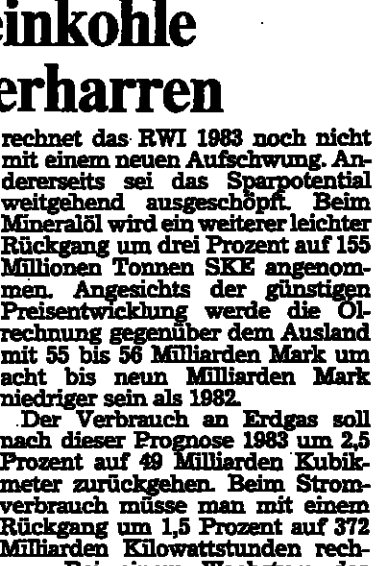 einkohle
erharren
rechnet das RWI 1983 noch nicht
mit einem neuen Aufschwung. An-
dererseits sei das Sparpotential
weitgehend ausgeschöpft. Beim
Mineralöl wird ein weiterer leichter
Rückgang um drei Prozent auf 155
Millionen Tonnen SKE angenom-
men. Angesichts der günstigen
Preisentwicklung werde die Öl-
rechnung gegenüber dem Ausland
mit 55 bis 56 Milliarden Mark um
acht bis neun Milliarden Mark
niedriger sein als 1982.
Der Verbrauch an Erdgas soll
nach dieser Prognose 1983 um 2,5
Prozent auf 49 Milliarden Kubik-
meter zurückgehen. Beim Strom-
verbrauch müsse man mit einem
Rückgang um 1,5 Prozent auf 372
Milliarden Kilowattstunden rech-
Bei einem Wachstum des